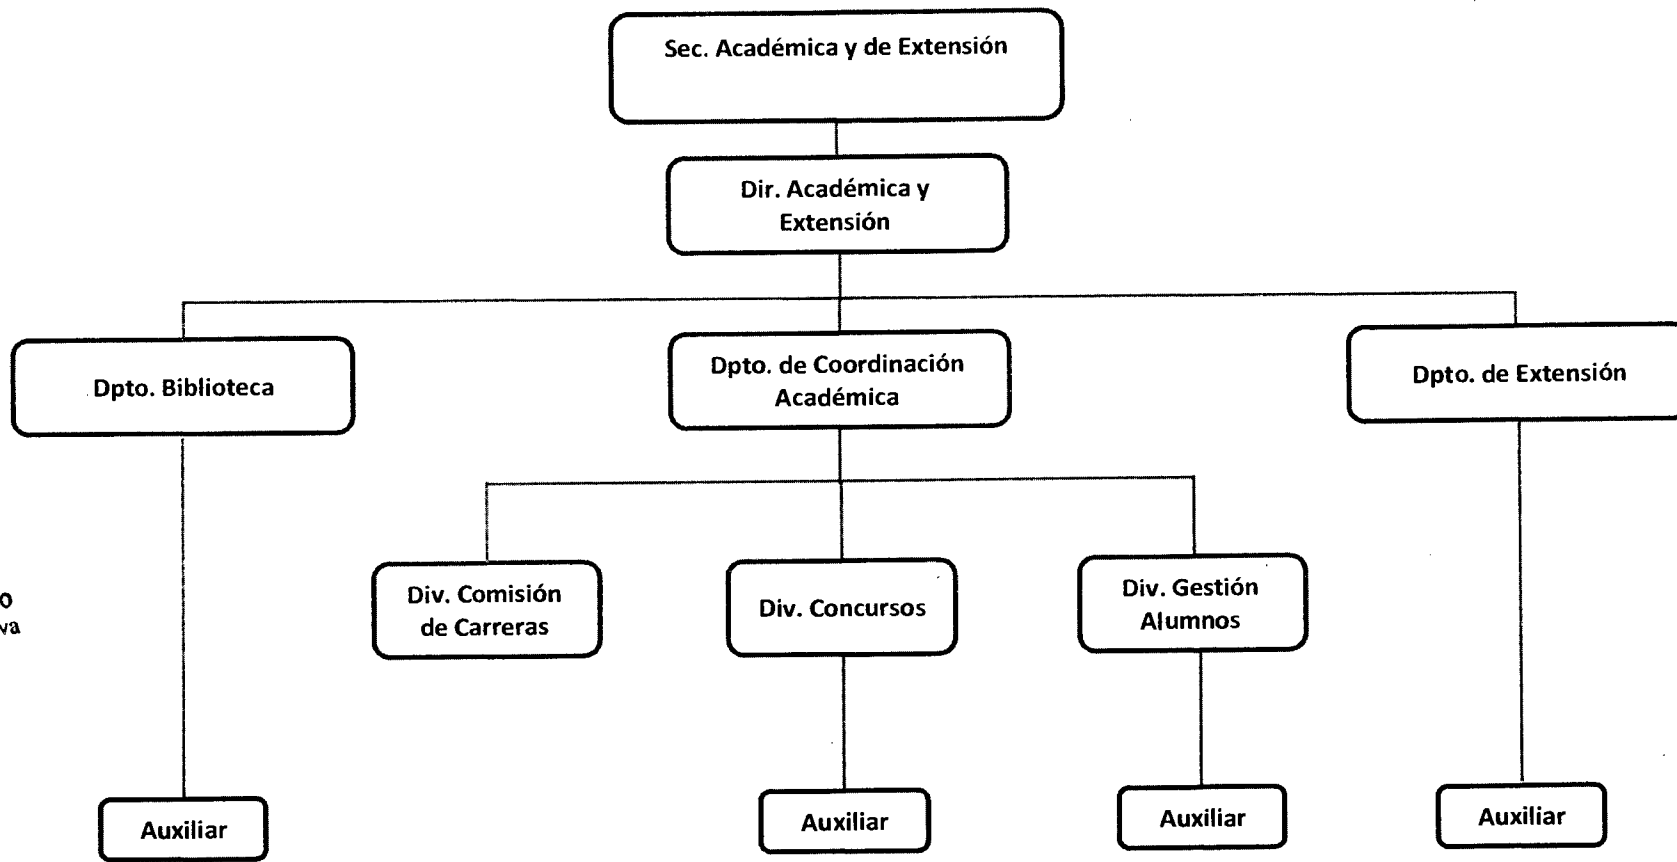 Sec. Académica y de Extensión
Dir. Académica y
Extensión
Dpto. Biblioteca
Dpto. de Coordinación
Académica
Dpto. de Extensión
Div. Comisión
de Carreras
Div. Concursos
Div. Gestión
Alumnos
Auxiliar
Auxiliar
Auxiliar
Auxiliar